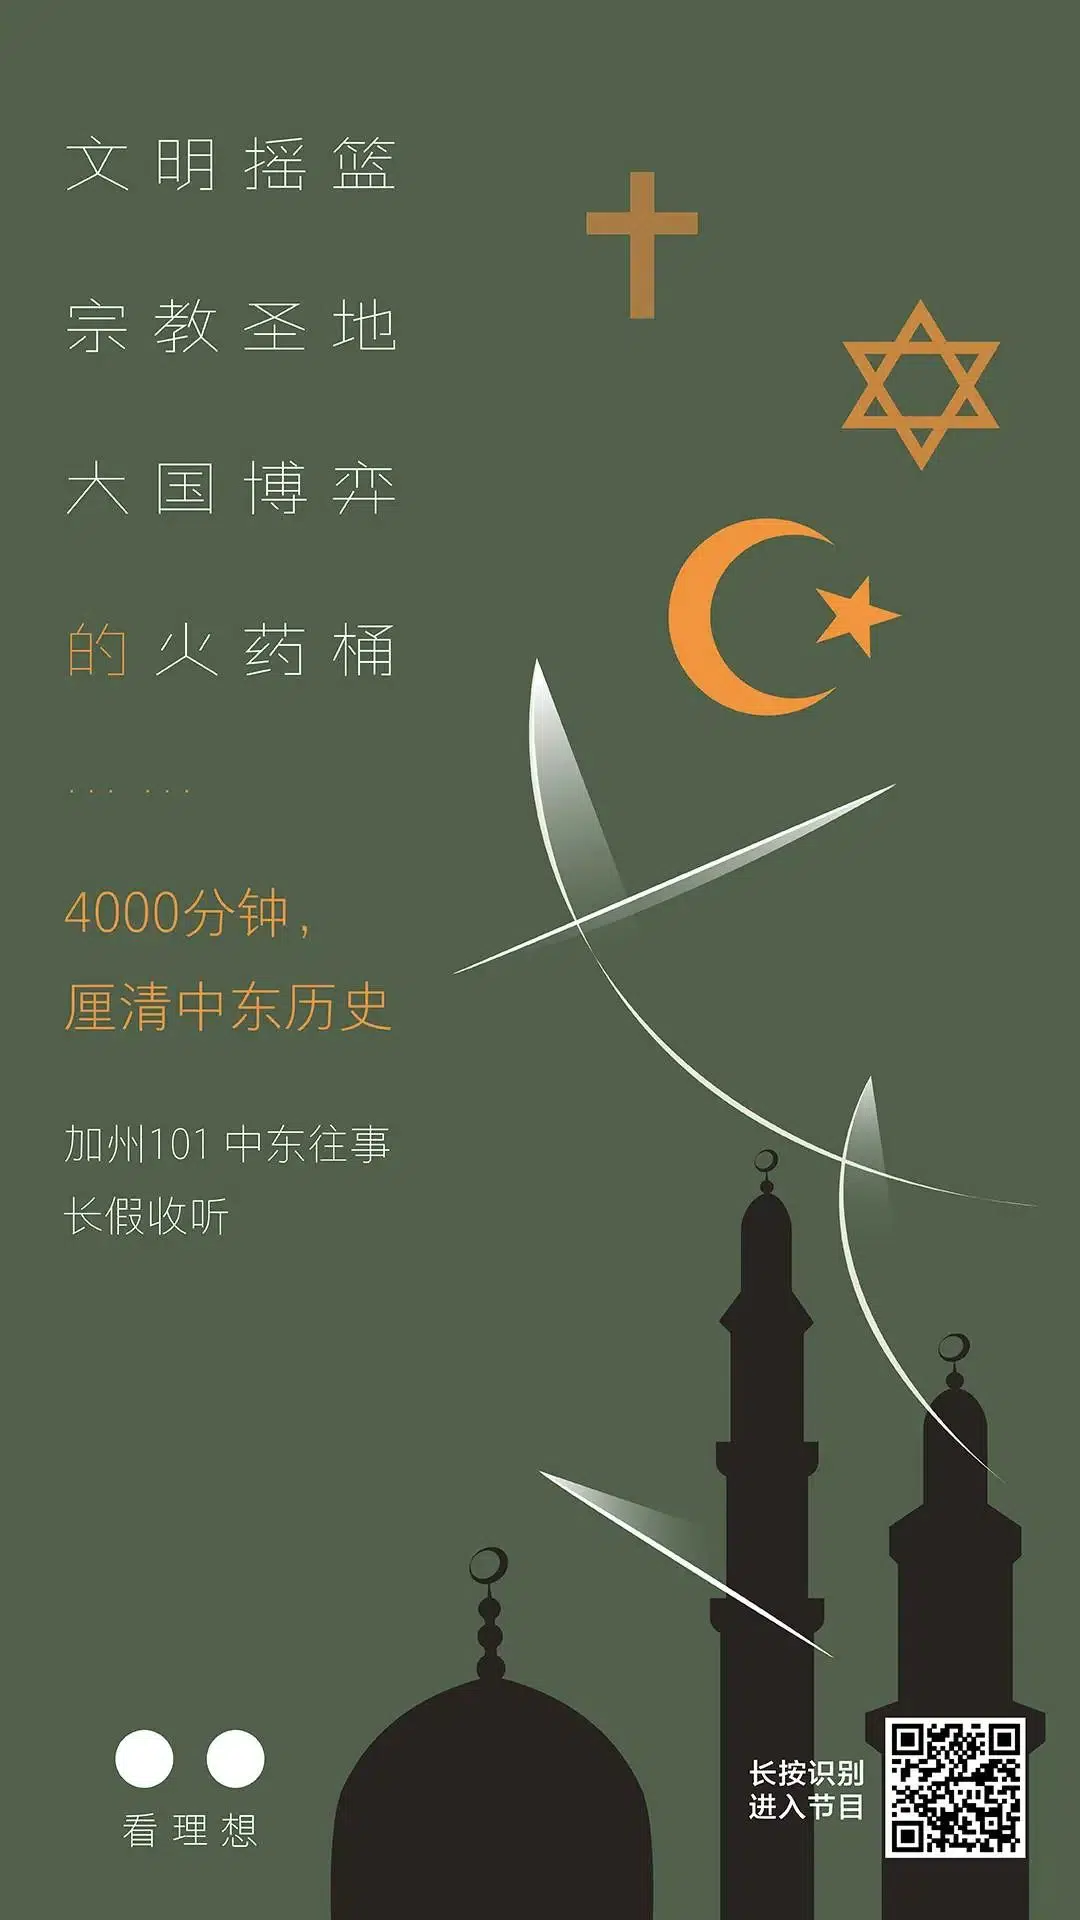 文明摇篮
宗教圣地
大国博弈
的火药桶
... ...
4000分钟，
厘清中东历史
加州101 中东往事
长假收听
看理想
长按识别
进入节目